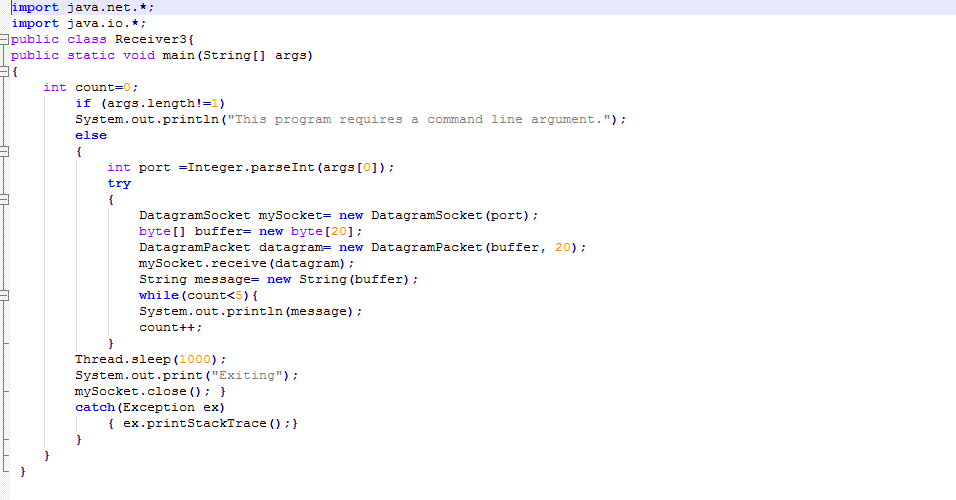 import java.net.*;
import java.io.*;
public class Receiver3{
public static void main(String[] args)
{
    int count=0;
        if (args.length!=1)
        System.out.println("This program requires a command line argument.");
        else
        {
            int port =Integer.parseInt(args[0]);
            try
            {
                DatagramSocket mySocket= new DatagramSocket(port);
                byte[] buffer= new byte[20];
                DatagramPacket datagram= new DatagramPacket(buffer, 20);
                mySocket.receive(datagram);
                String message= new String(buffer);
                while(count<5){
                System.out.println(message);
                count++;
            }
        Thread.sleep(1000);
        System.out.print("Exiting");
        mySocket.close(); }
        catch(Exception ex)
            { ex.printStackTrace();}
        }
    }
 }